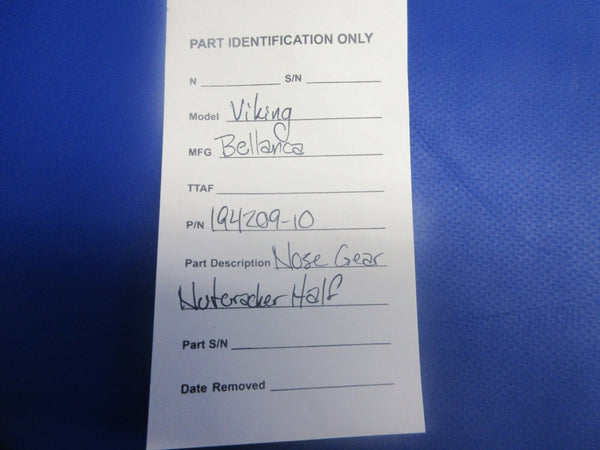 PART IDENTIFICATION ONLY
N S/N
Model Viking
MFG Bellanca
TTAF
P/N 194209-10
Part Description Nose Gear
Nutcracker Half
Part S/N
Date Removed